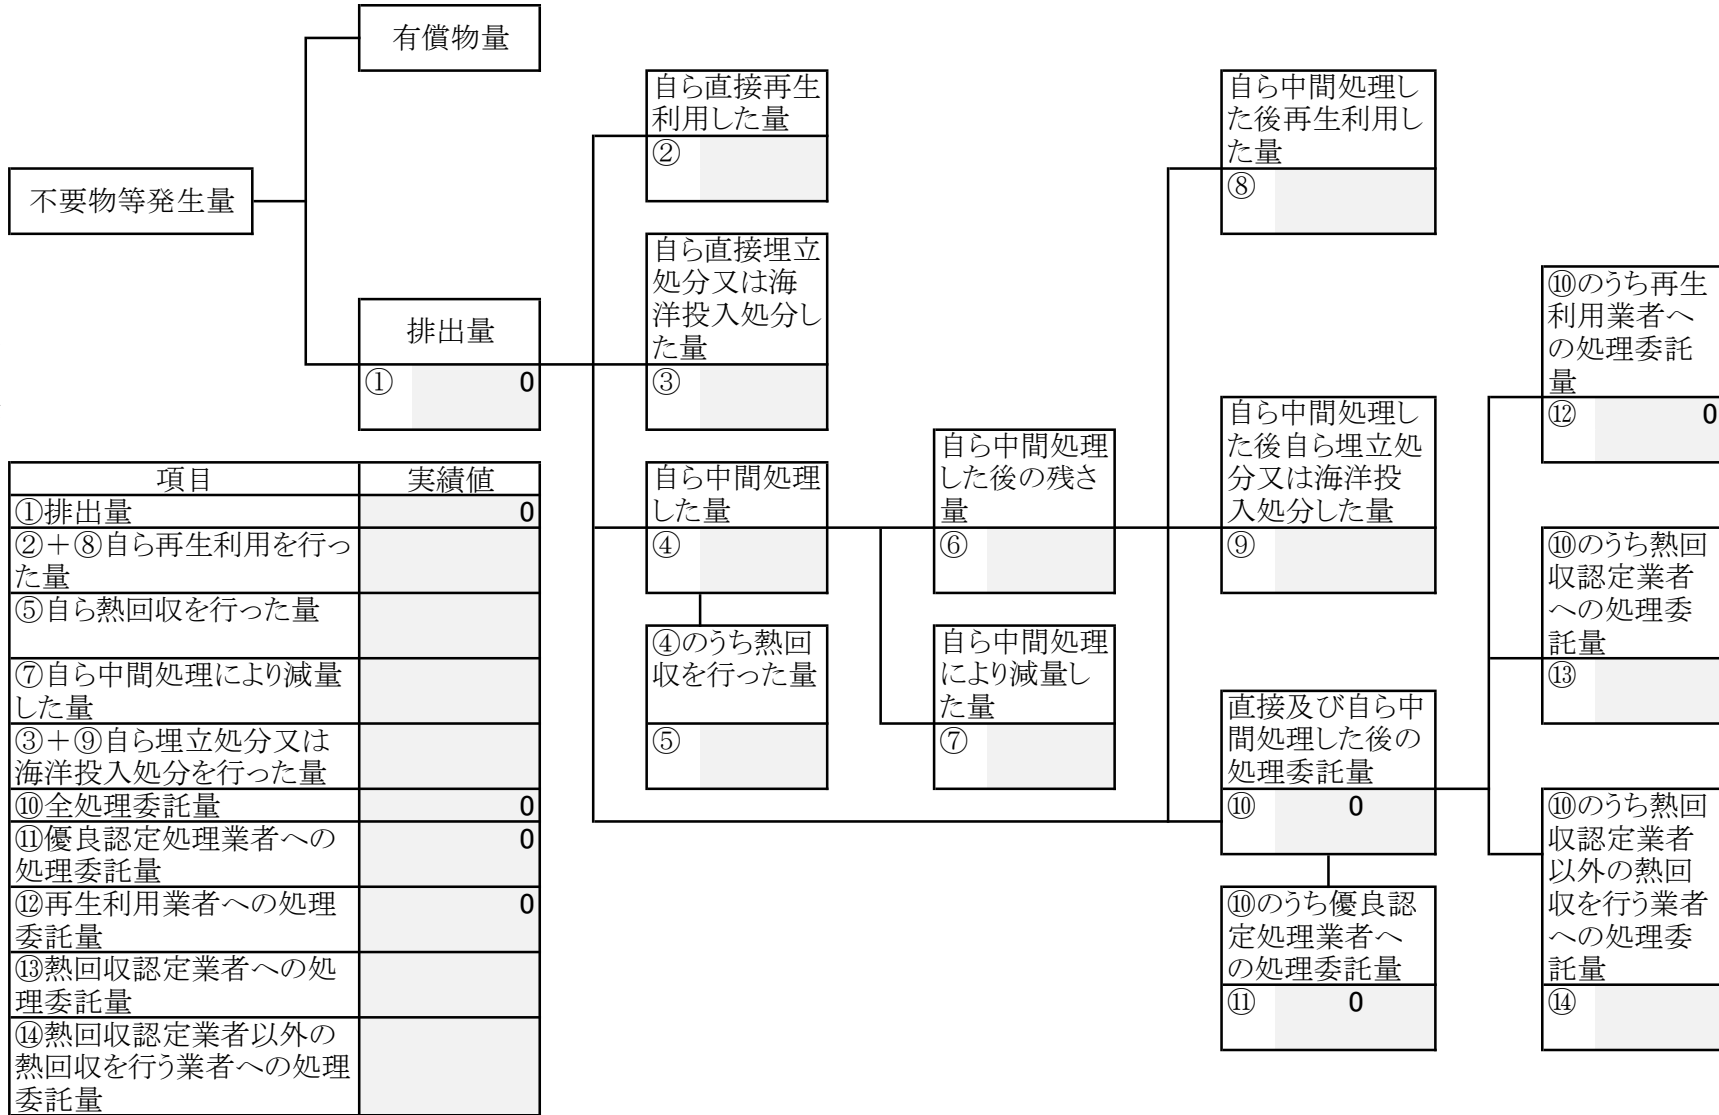 有償物量
不要物等発生量
排出量
① 0
自ら直接再生
利用した量
②
自ら直接埋立
処分又は海
洋投入処分し
た量
③
自ら中間処理
した量
④
④のうち熱回
収を行った量
⑤
自ら中間処理
した後の残さ
量
⑥
自ら中間処理
により減量し
た量
⑦
自ら中間処理し
た後再生利用し
た量
⑧
自ら中間処理し
た後自ら埋立処
分又は海洋投
入処分した量
⑨
直接及び自ら中
間処理した後の
処理委託量
⑩ 0
⑩のうち優良認
定処理業者へ
の処理委託量
⑪ 0
⑩のうち再生
利用業者へ
の処理委託
量
⑫ 0
⑩のうち熱回
収認定業者
への処理委
託量
⑬
⑩のうち熱回
収認定業者
以外の熱回
収を行う業者
への処理委
託量
⑭
項目 実績値
①排出量 0
②+⑧自ら再生利用を行っ
た量
⑤自ら熱回収を行った量
⑦自ら中間処理により減量
した量
③+⑨自ら埋立処分又は
海洋投入処分を行った量
⑩全処理委託量 0
⑪優良認定処理業者への 0
処理委託量
⑫再生利用業者への処理 0
委託量
⑬熱回収認定業者への処
理委託量
⑭熱回収認定業者以外の
熱回収を行う業者への処理
委託量